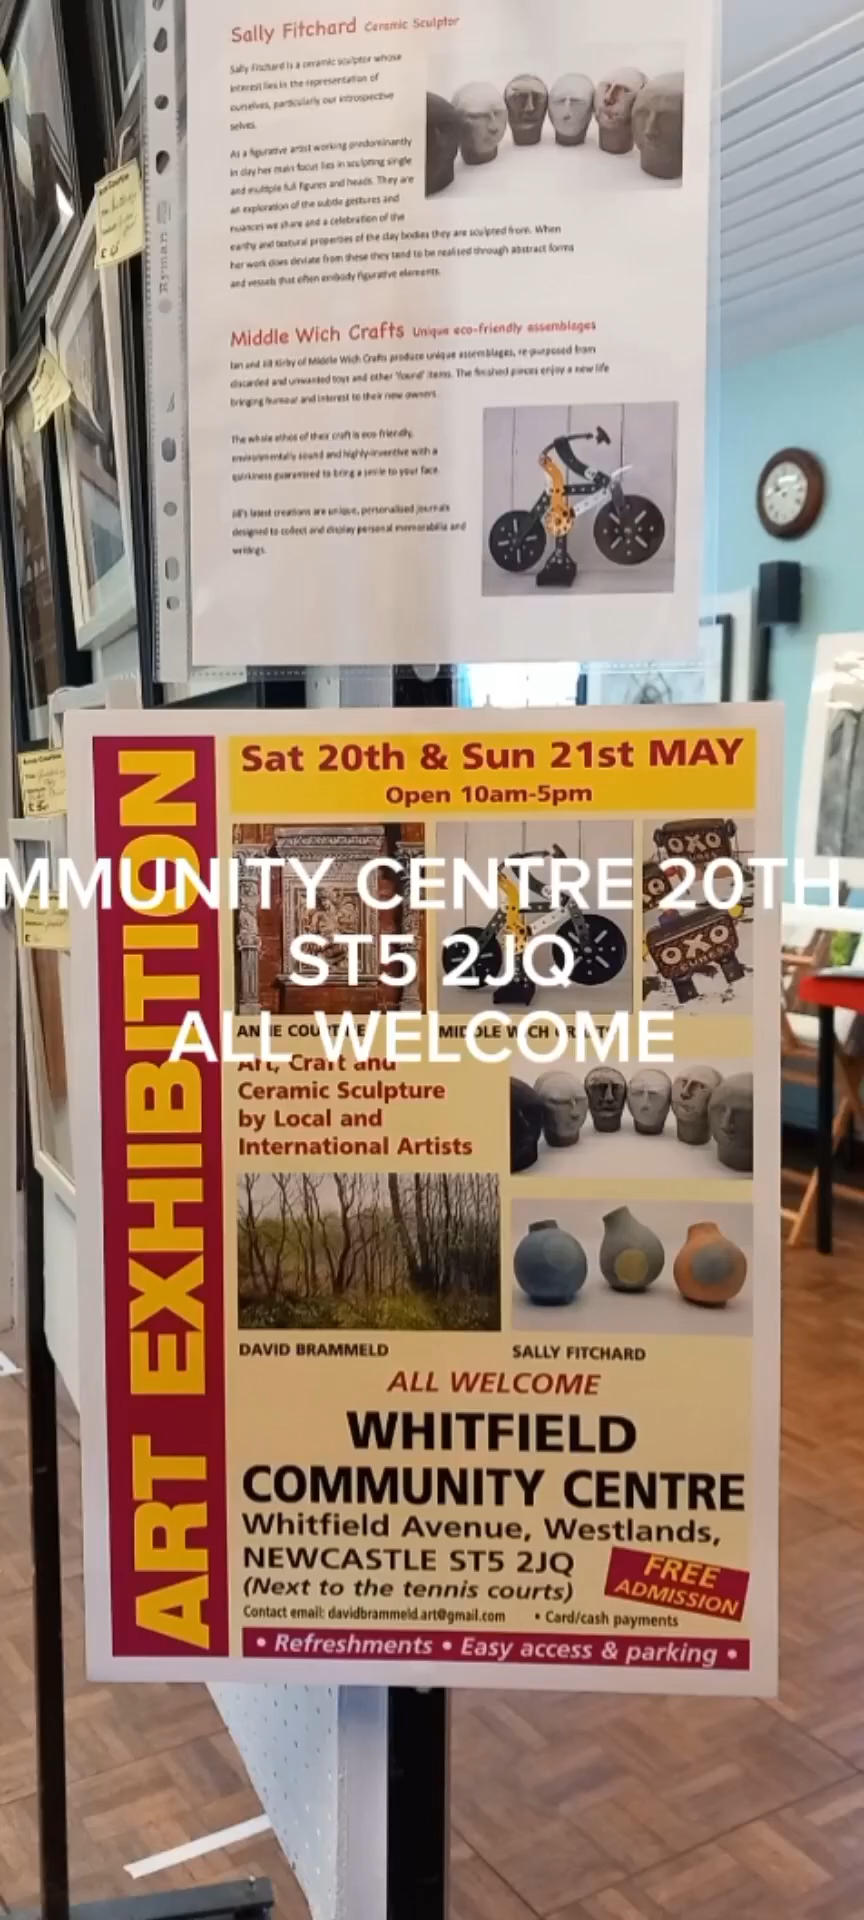 Sally Fitchard Ceramic Sculptor
Sally Fitchard is a ceramic sculptor whose
interest lies in the representation of
ourselves, particularly our introspective
selves.
As a figurative artist working predominantly
in clay her main focus lies in sculpting single
and multiple full figures and heads. They are
an exploration of the subtle gestures and
nuances we share and a celebration of the
earthy and textural properties of the clay bodies they are sculpted from. When
her work does deviate from these they tend to be realised through abstract forms
and vessels that often embody figurative elements.
Ryman
Middle Wich Crafts Unique eco-friendly assemblages
Ian and Jill Kirby of Middle Wich Crafts produce unique assemblages, re-purposed from
discarded and unwanted toys and other 'found' items. The finished pieces enjoy a new life
bringing humour and interest to their new owners.
The whole ethos of their craft is eco-friendly,
environmentally sound and highly-inventive with a
quirkiness guaranteed to bring a smile to your face.
Jill's latest creations are unique, personalised journals
designed to collect and display personal memorabilia and
writings.
ART EXHIBITION
Sat 20th & Sun 21st MAY
Open 10am-5pm
OXO
OXO
MMUNITY CENTRE 20TH
ST5 2JQ
ALL WELCOME
MIDDLE WICH CRAFTS
Art, Craft and
Ceramic Sculpture
by Local and
International Artists
DAVID BRAMMELD
SALLY FITCHARD
ALL WELCOME
WHITFIELD
COMMUNITY CENTRE
Whitfield Avenue, Westlands,
NEWCASTLE ST5 2JQ
(Next to the tennis courts)
FREE
ADMISSION
Contact email: davidbrammeld.art@gmail.com • Card/cash payments
• Refreshments • Easy access & parking •